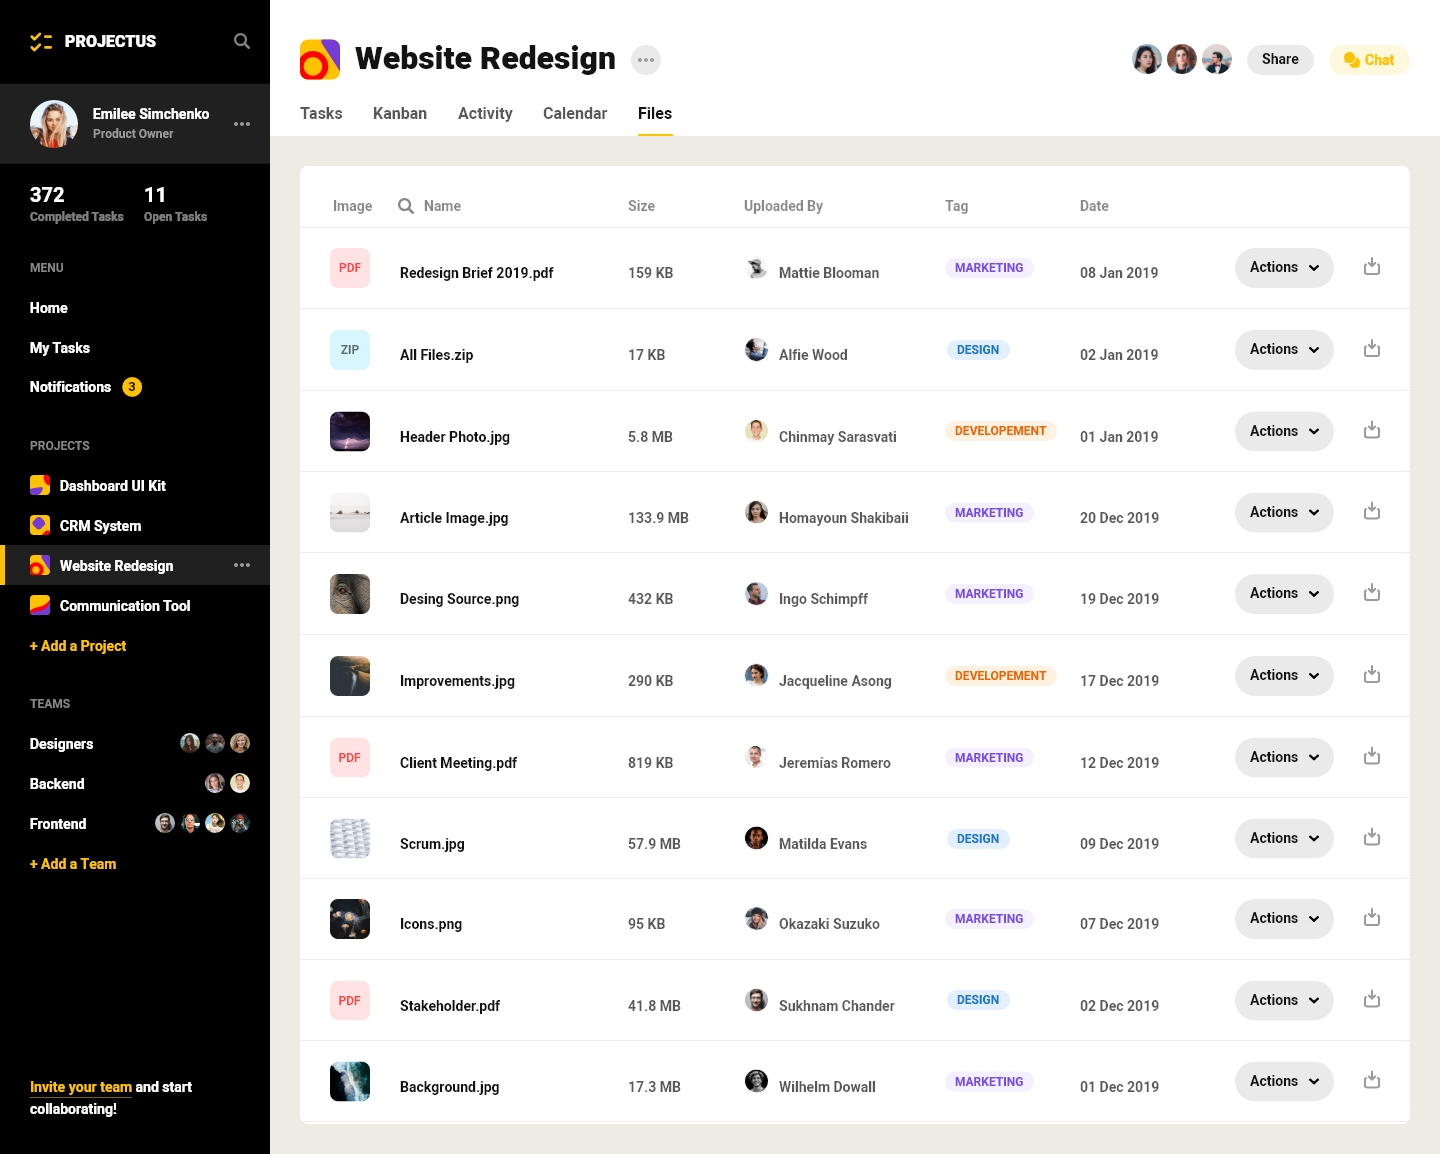 PROJECTUS
Emilee Simchenko
Product Owner
372
Completed Tasks
11
Open Tasks
MENU
Home
My Tasks
Notifications 3
PROJECTS
Dashboard UI Kit
CRM System
Website Redesign
Communication Tool
+ Add a Project
TEAMS
Designers
Backend
Frontend
+ Add a Team
Invite your team and start
collaborating!
Website Redesign
Share
Chat
Tasks Kanban Activity Calendar Files
Image Name Size Uploaded By Tag Date
PDF Redesign Brief 2019.pdf 159 KB Mattie Blooman MARKETING 08 Jan 2019 Actions
ZIP All Files.zip 17 KB Alfie Wood DESIGN 02 Jan 2019 Actions
Header Photo.jpg 5.8 MB Chinmay Sarasvati DEVELOPEMENT 01 Jan 2019 Actions
Article Image.jpg 133.9 MB Homayoun Shakibaii MARKETING 20 Dec 2019 Actions
Desing Source.png 432 KB Ingo Schimpff MARKETING 19 Dec 2019 Actions
Improvements.jpg 290 KB Jacqueline Asong DEVELOPEMENT 17 Dec 2019 Actions
PDF Client Meeting.pdf 819 KB Jeremías Romero MARKETING 12 Dec 2019 Actions
Scrum.jpg 57.9 MB Matilda Evans DESIGN 09 Dec 2019 Actions
Icons.png 95 KB Okazaki Suzuko MARKETING 07 Dec 2019 Actions
PDF Stakeholder.pdf 41.8 MB Sukhnam Chander DESIGN 02 Dec 2019 Actions
Background.jpg 17.3 MB Wilhelm Dowall MARKETING 01 Dec 2019 Actions